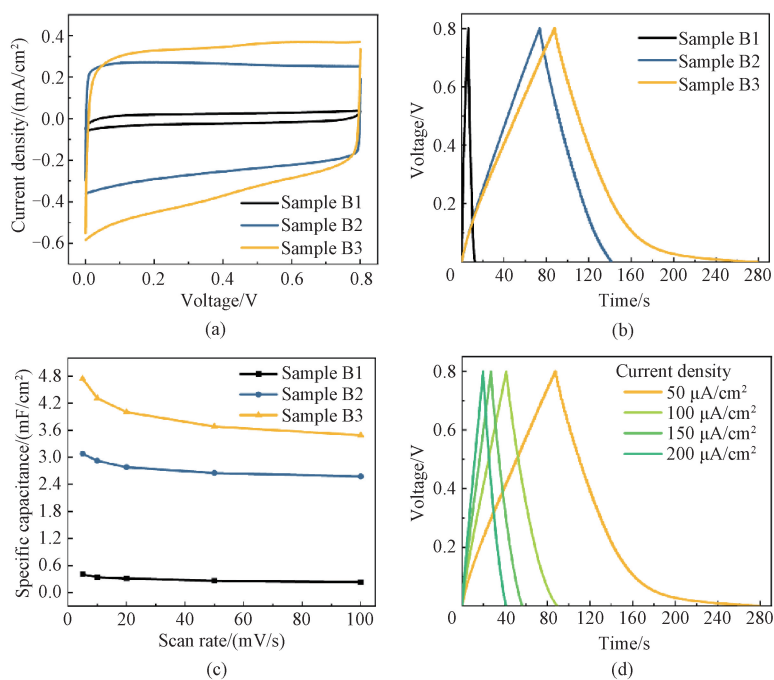 0.4
0.2
0.0
−0.2
−0.4
−0.6
Current density/(mA/cm²)
Sample B1
Sample B2
Sample B3
0.0 0.2 0.4 0.6 0.8
Voltage/V
(a)
0.8
0.6
0.4
0.2
Voltage/V
Sample B1
Sample B2
Sample B3
0 40 80 120 160 200 240 280
Time/s
(b)
4.8
4.2
3.6
3.0
2.4
0.6
0.0
Specific capacitance/(mF/cm²)
Sample B1
Sample B2
Sample B3
0 20 40 60 80 100
Scan rate/(mV/s)
(c)
0.8
0.6
0.4
0.2
Voltage/V
Current density
50 μA/cm²
100 μA/cm²
150 μA/cm²
200 μA/cm²
0 40 80 120 160 200 240 280
Time/s
(d)